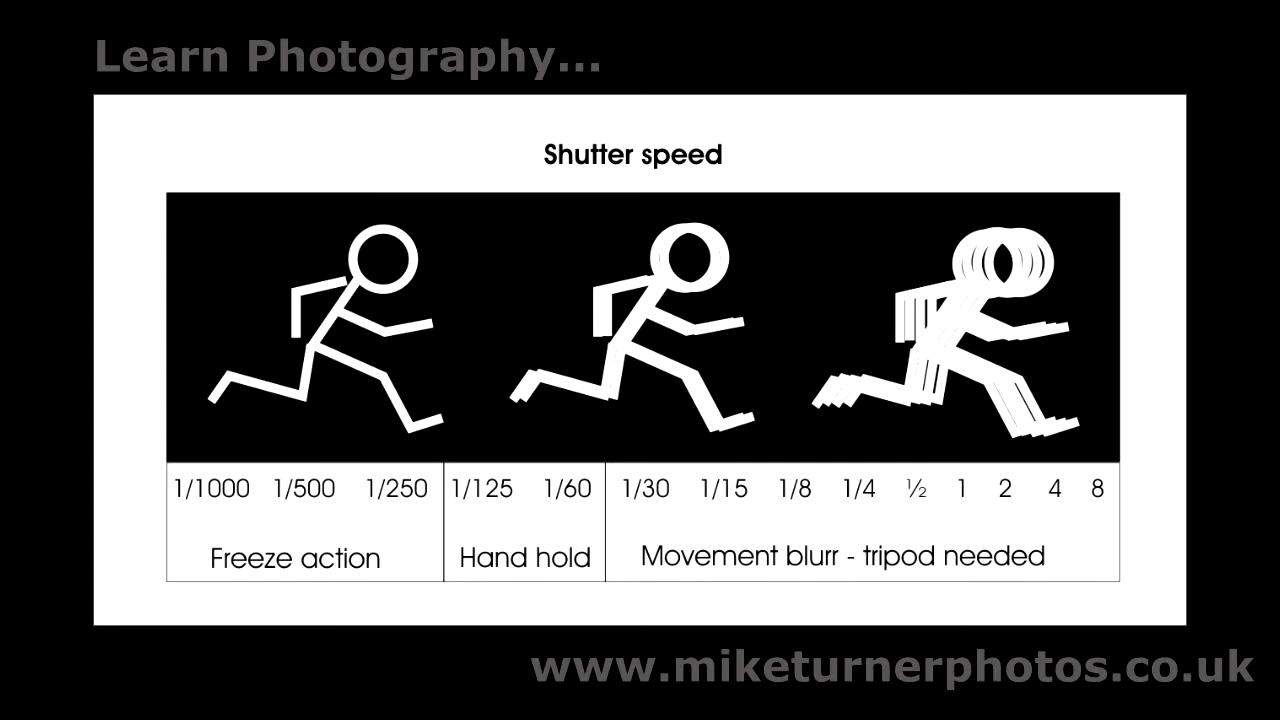 Learn Photography...
Shutter speed
1/1000 1/500 1/250 1/125 1/60 1/30 1/15 1/8 1/4 ½ 1 2 4 8
Freeze action Hand hold Movement blurr - tripod needed
www.miketurnerphotos.co.uk